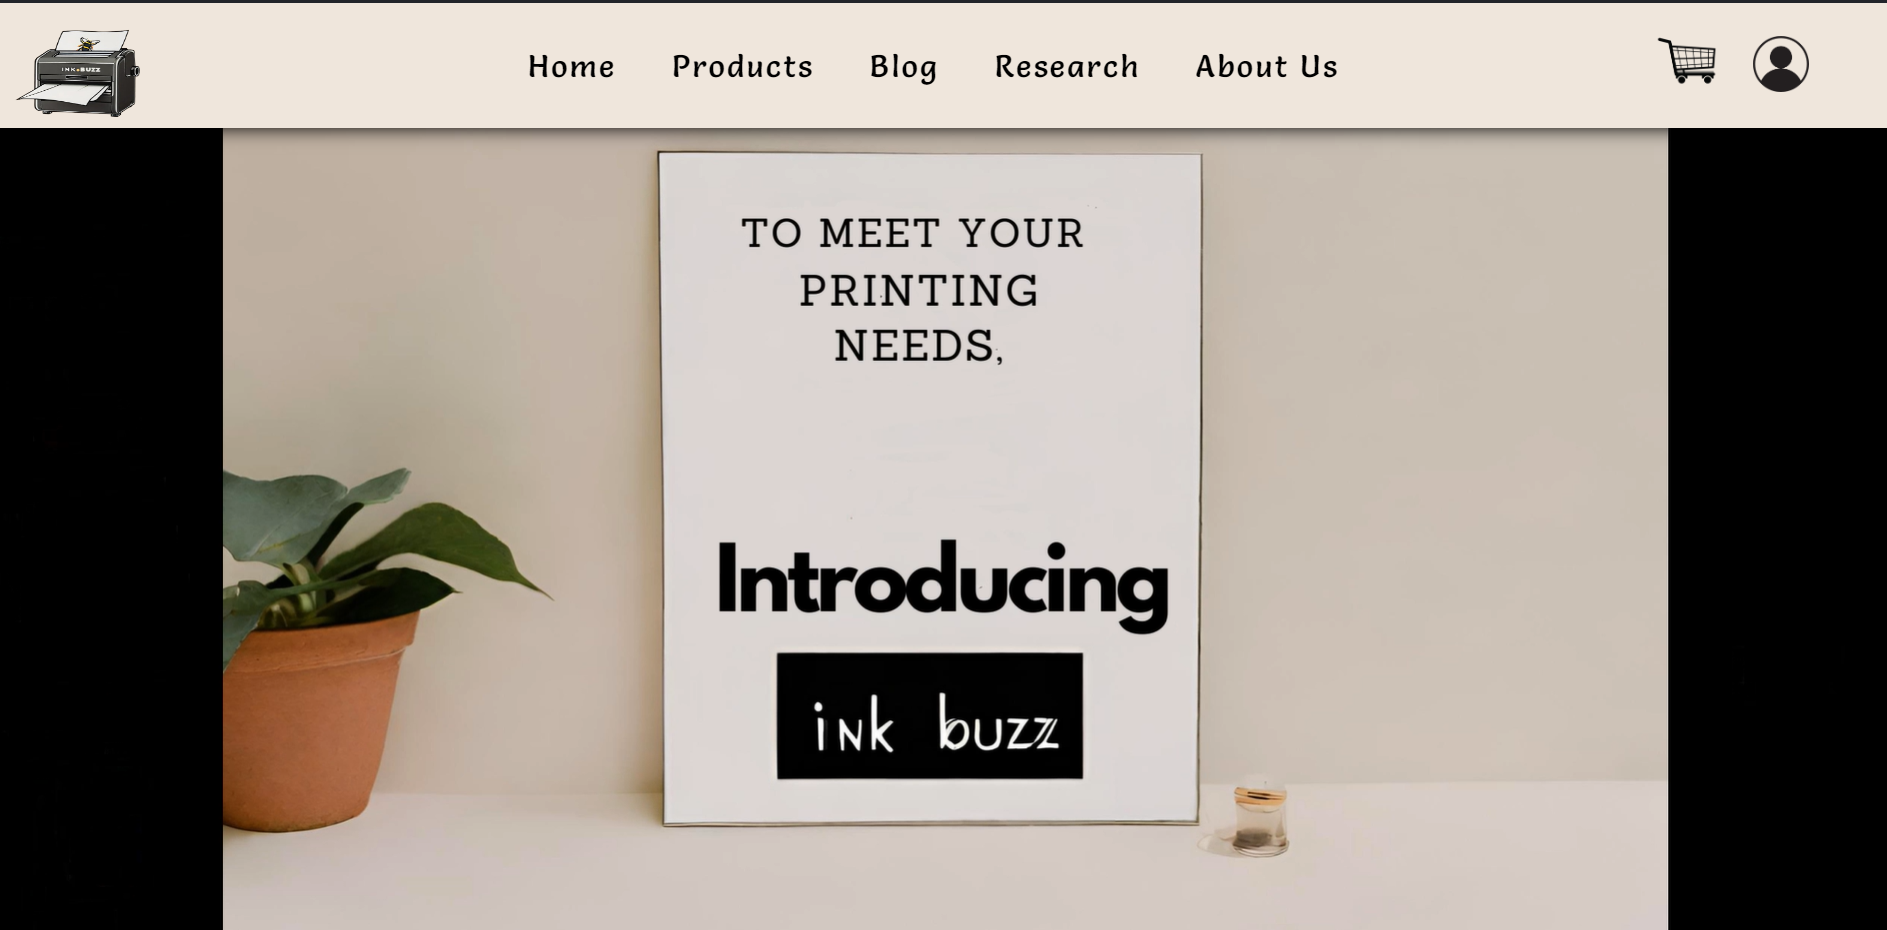 INK BUZZ
Home Products Blog Research About Us
TO MEET YOUR
PRINTING
NEEDS,
Introducing
ink buzz